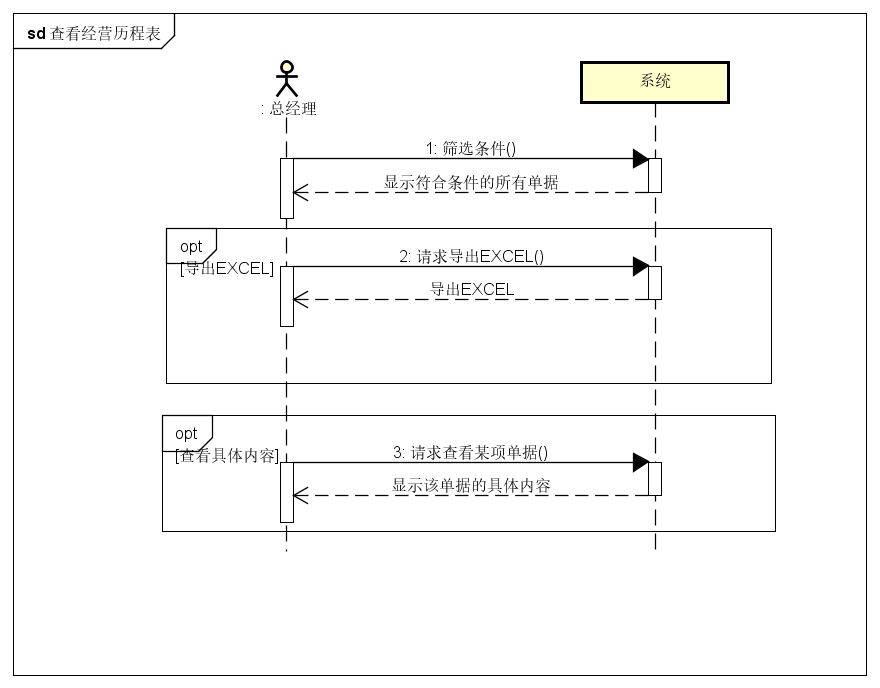 sd 查看经营历程表
: 总经理
系统
1: 筛选条件()
显示符合条件的所有单据
opt
[导出EXCEL]
2: 请求导出EXCEL()
导出EXCEL
opt
[查看具体内容]
3: 请求查看某项单据()
显示该单据的具体内容